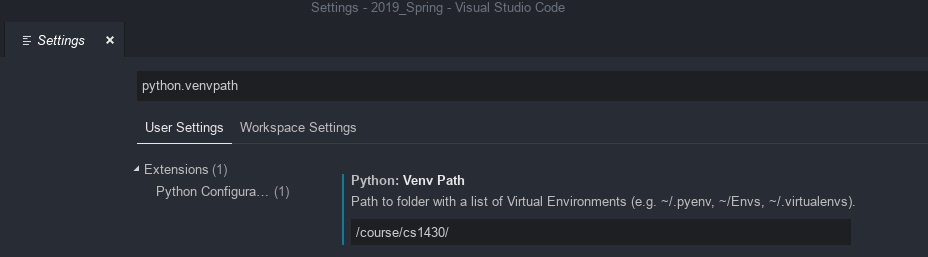 Settings - 2019_Spring - Visual Studio Code
Settings ×
python.venvpath
User Settings Workspace Settings
Extensions (1)
Python Configura... (1)
Python: Venv Path
Path to folder with a list of Virtual Environments (e.g. ~/.pyenv, ~/Envs, ~/.virtualenvs).
/course/cs1430/